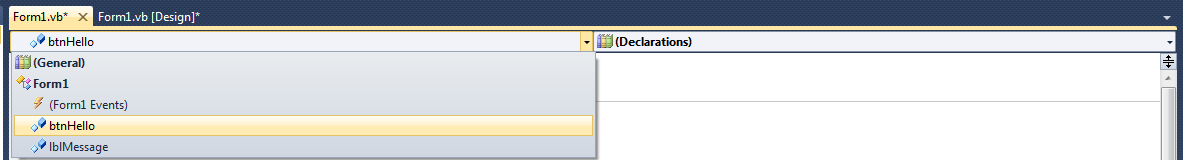 Form1.vb* Form1.vb [Design]*
btnHello (Declarations)
(General)
Form1
(Form1 Events)
btnHello
lblMessage